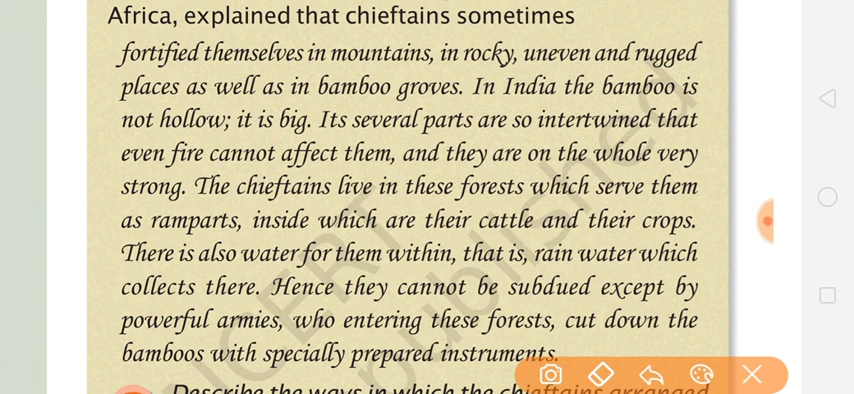 Africa, explained that chieftains sometimes
fortified themselves in mountains, in rocky, uneven and rugged
places as well as in bamboo groves. In India the bamboo is
not hollow; it is big. Its several parts are so intertwined that
even fire cannot affect them, and they are on the whole very
strong. The chieftains live in these forests which serve them
as ramparts, inside which are their cattle and their crops.
There is also water for them within, that is, rain water which
collects there. Hence they cannot be subdued except by
powerful armies, who entering these forests, cut down the
bamboos with specially prepared instruments.
Describe the ways in which the chieftains arranged
NCERT
published